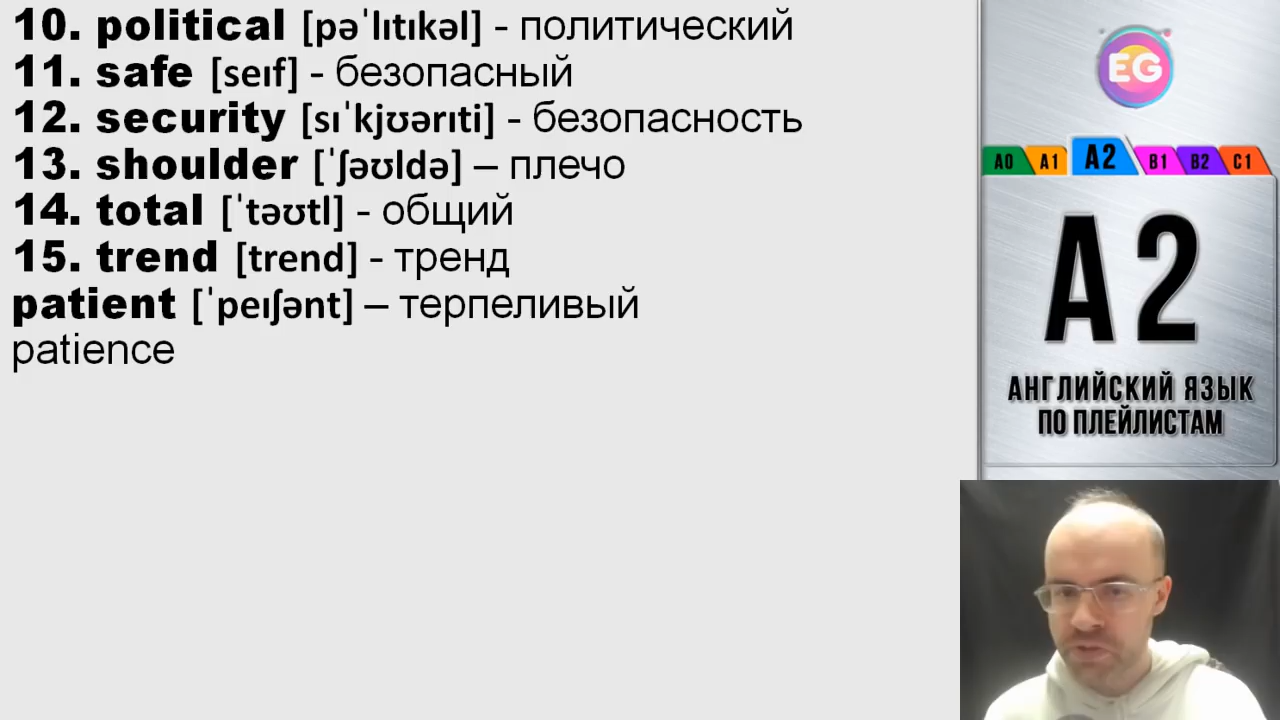 10. political [pəˈlɪtɪkəl] - политический
11. safe [seɪf] - безопасный
12. security [sɪˈkjʊərɪti] - безопасность
13. shoulder [ˈʃəʊldə] – плечо
14. total [ˈtəʊtl] - общий
15. trend [trend] - тренд
patient [ˈpeɪʃənt] – терпеливый
patience
EG
A0 A1 A2 B1 B2 C1
A2
АНГЛИЙСКИЙ ЯЗЫК
ПО ПЛЕЙЛИСТАМ